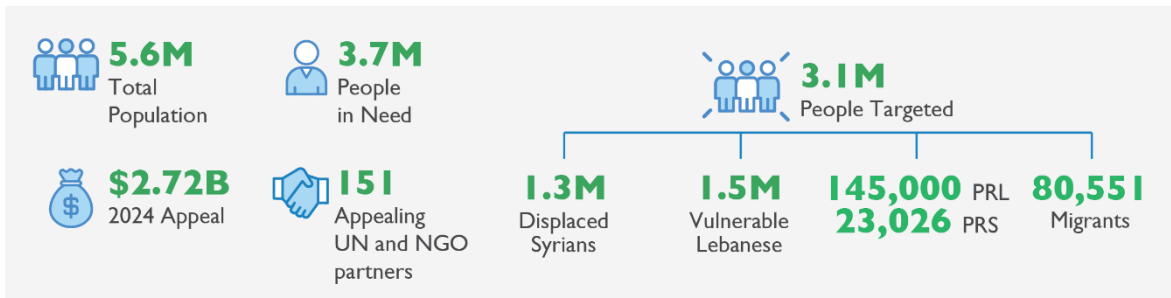 5.6M
Total
Population
3.7M
People
in Need
$2.72B
2024 Appeal
$
151
Appealing
UN and NGO
partners
3.1M
People Targeted
1.3M
Displaced
Syrians
1.5M
Vulnerable
Lebanese
145,000 PRL
23,026 PRS
80,551
Migrants